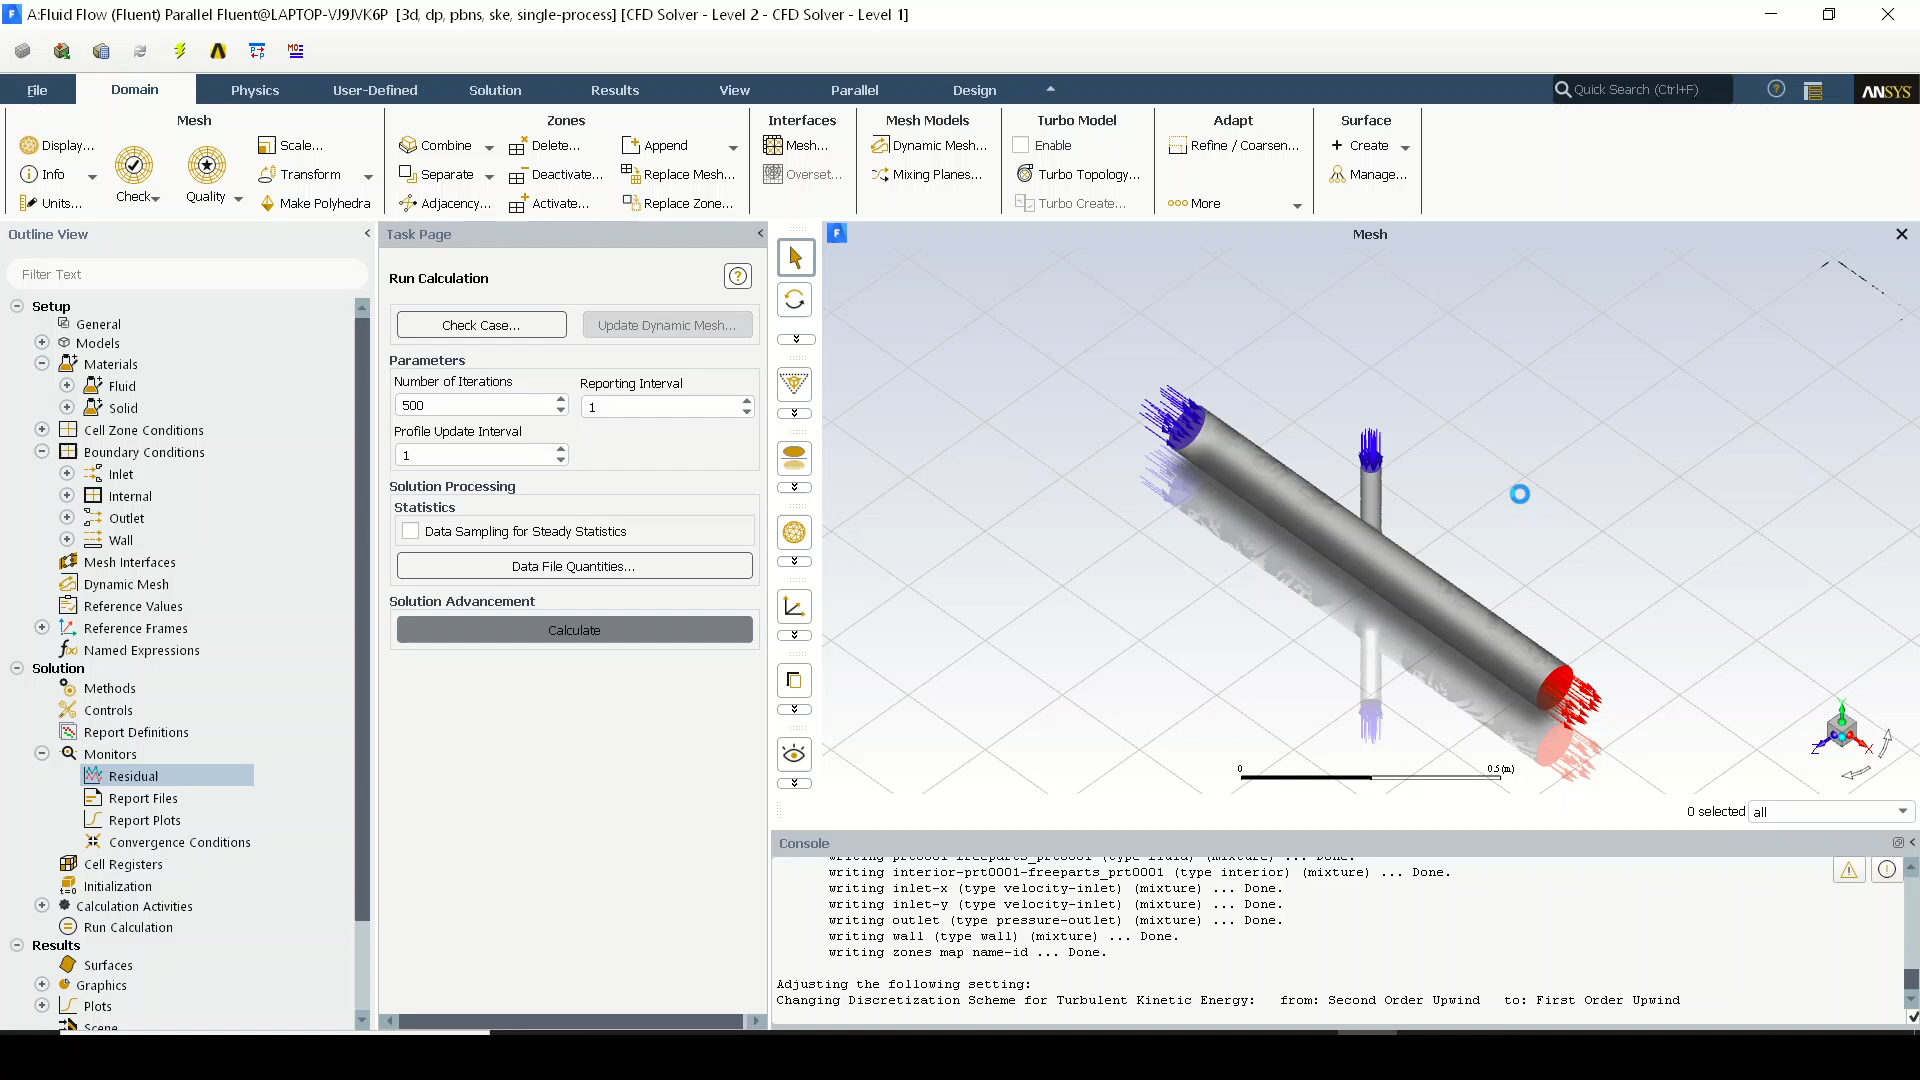 A:Fluid Flow (Fluent) Parallel Fluent@LAPTOP-VJ9JVK6P [3d, dp, pbns, ske, single-process] [CFD Solver - Level 2 - CFD Solver - Level 1]
File Domain Physics User-Defined Solution Results View Parallel Design Quick Search (Ctrl+F) ANSYS
Mesh Zones Interfaces Mesh Models Turbo Model Adapt Surface
Display... Scale... Combine Delete... Append Mesh... Dynamic Mesh... Enable Refine / Coarsen... Create
Info Check Quality Transform Separate Deactivate... Replace Mesh... Overset... Mixing Planes... Turbo Topology... Manage...
Units... Make Polyhedra Adjacency... Activate... Replace Zone... Turbo Create... More
Outline View
Filter Text
Setup
General
Models
Materials
Fluid
Solid
Cell Zone Conditions
Boundary Conditions
Inlet
Internal
Outlet
Wall
Mesh Interfaces
Dynamic Mesh
Reference Values
Reference Frames
Named Expressions
Solution
Methods
Controls
Report Definitions
Monitors
Residual
Report Files
Report Plots
Convergence Conditions
Cell Registers
Initialization
Calculation Activities
Run Calculation
Results
Surfaces
Graphics
Plots
Scene
Task Page
Run Calculation
Check Case... Update Dynamic Mesh...
Parameters
Number of Iterations Reporting Interval
500 1
Profile Update Interval
1
Solution Processing
Statistics
Data Sampling for Steady Statistics
Data File Quantities...
Solution Advancement
Calculate
Mesh
0 0.5 (m)
Y
Z X
0 selected all
Console
writing prt0001-freeparts_prt0001 (type fluid) (mixture) ... Done.
writing interior-prt0001-freeparts_prt0001 (type interior) (mixture) ... Done.
writing inlet-x (type velocity-inlet) (mixture) ... Done.
writing inlet-y (type velocity-inlet) (mixture) ... Done.
writing outlet (type pressure-outlet) (mixture) ... Done.
writing wall (type wall) (mixture) ... Done.
writing zones map name-id ... Done.
Adjusting the following setting:
Changing Discretization Scheme for Turbulent Kinetic Energy: from: Second Order Upwind to: First Order Upwind